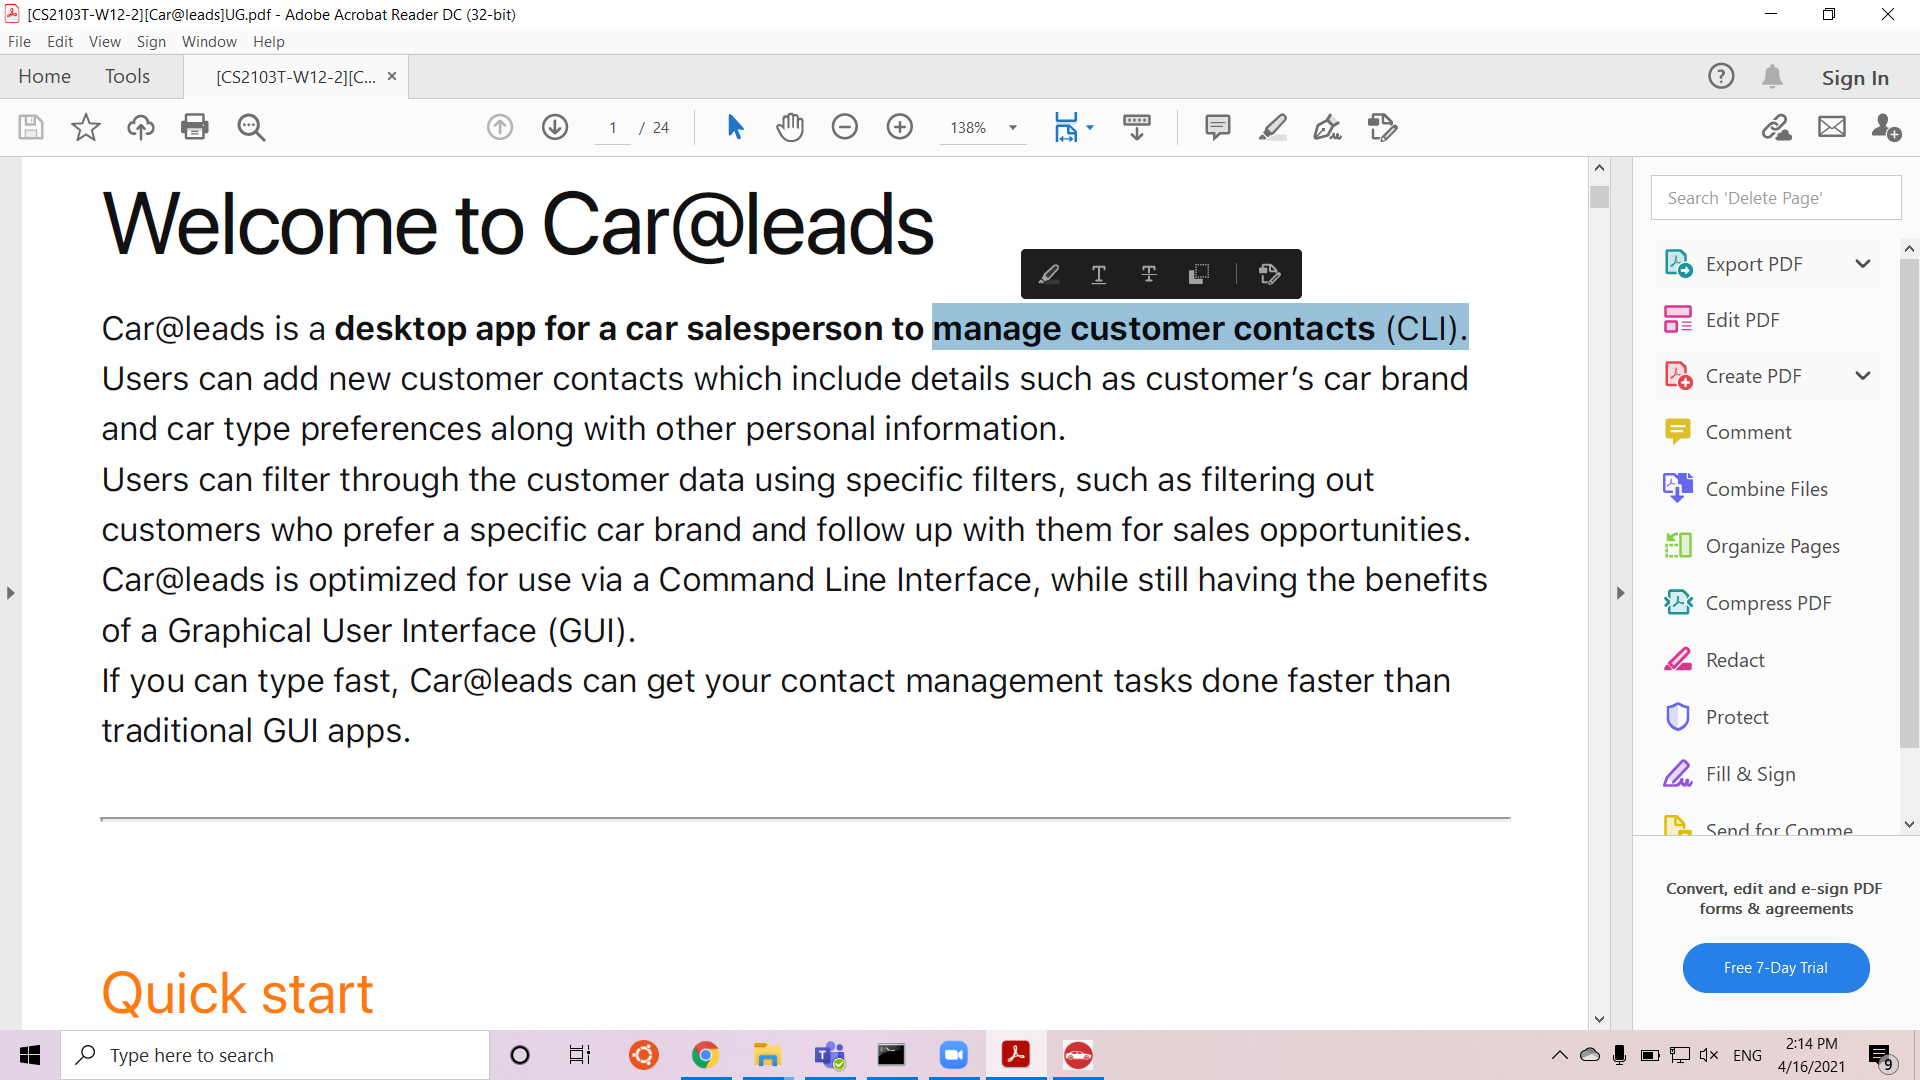 [CS2103T-W12-2][Car@leads]UG.pdf - Adobe Acrobat Reader DC (32-bit)
File Edit View Sign Window Help
Home Tools [CS2103T-W12-2][C... Sign In
1 / 24 138%
Welcome to Car@leads
Car@leads is a desktop app for a car salesperson to manage customer contacts (CLI).
Users can add new customer contacts which include details such as customer’s car brand
and car type preferences along with other personal information.
Users can filter through the customer data using specific filters, such as filtering out
customers who prefer a specific car brand and follow up with them for sales opportunities.
Car@leads is optimized for use via a Command Line Interface, while still having the benefits
of a Graphical User Interface (GUI).
If you can type fast, Car@leads can get your contact management tasks done faster than
traditional GUI apps.
Quick start
Search 'Delete Page'
Export PDF
Edit PDF
Create PDF
Comment
Combine Files
Organize Pages
Compress PDF
Redact
Protect
Fill & Sign
Send for Comme
Convert, edit and e-sign PDF
forms & agreements
Free 7-Day Trial
Type here to search
ENG
2:14 PM
4/16/2021
9